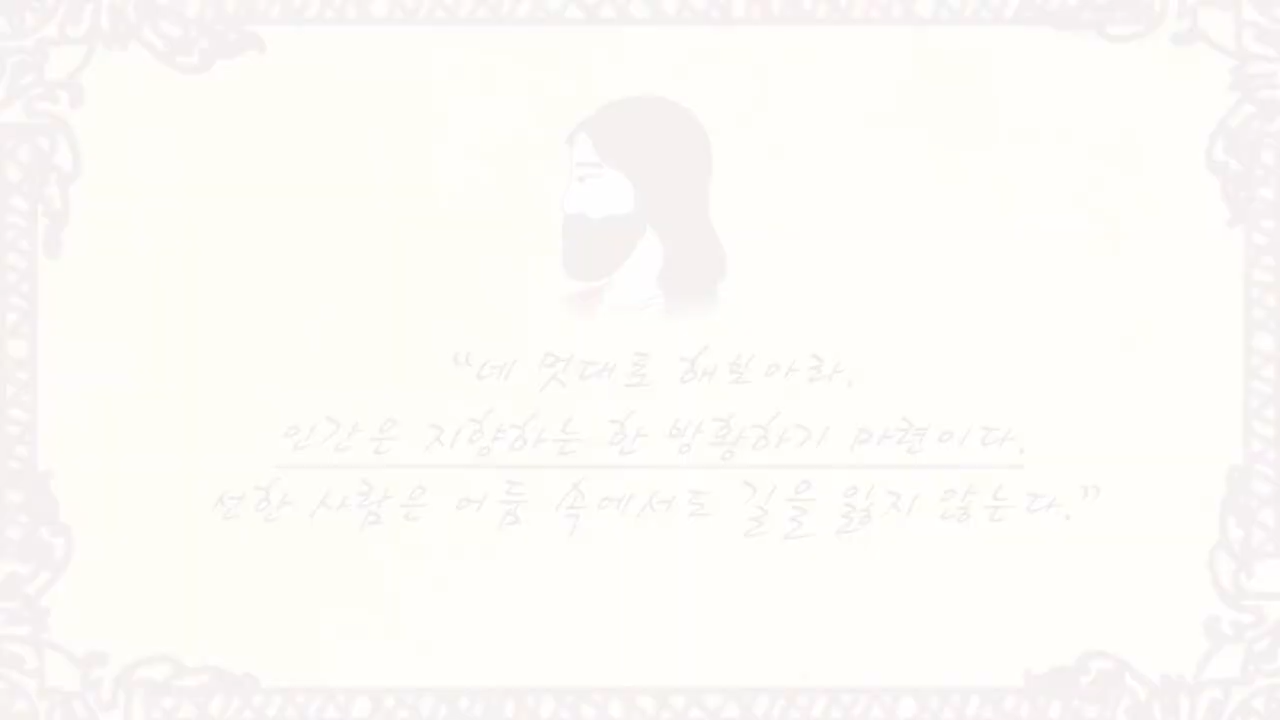 “네 멋대로 해보아라.
인간은 지향하는 한 방황하기 마련이다.
선한 사람은 어둠 속에서도 길을 잃지 않는다.”